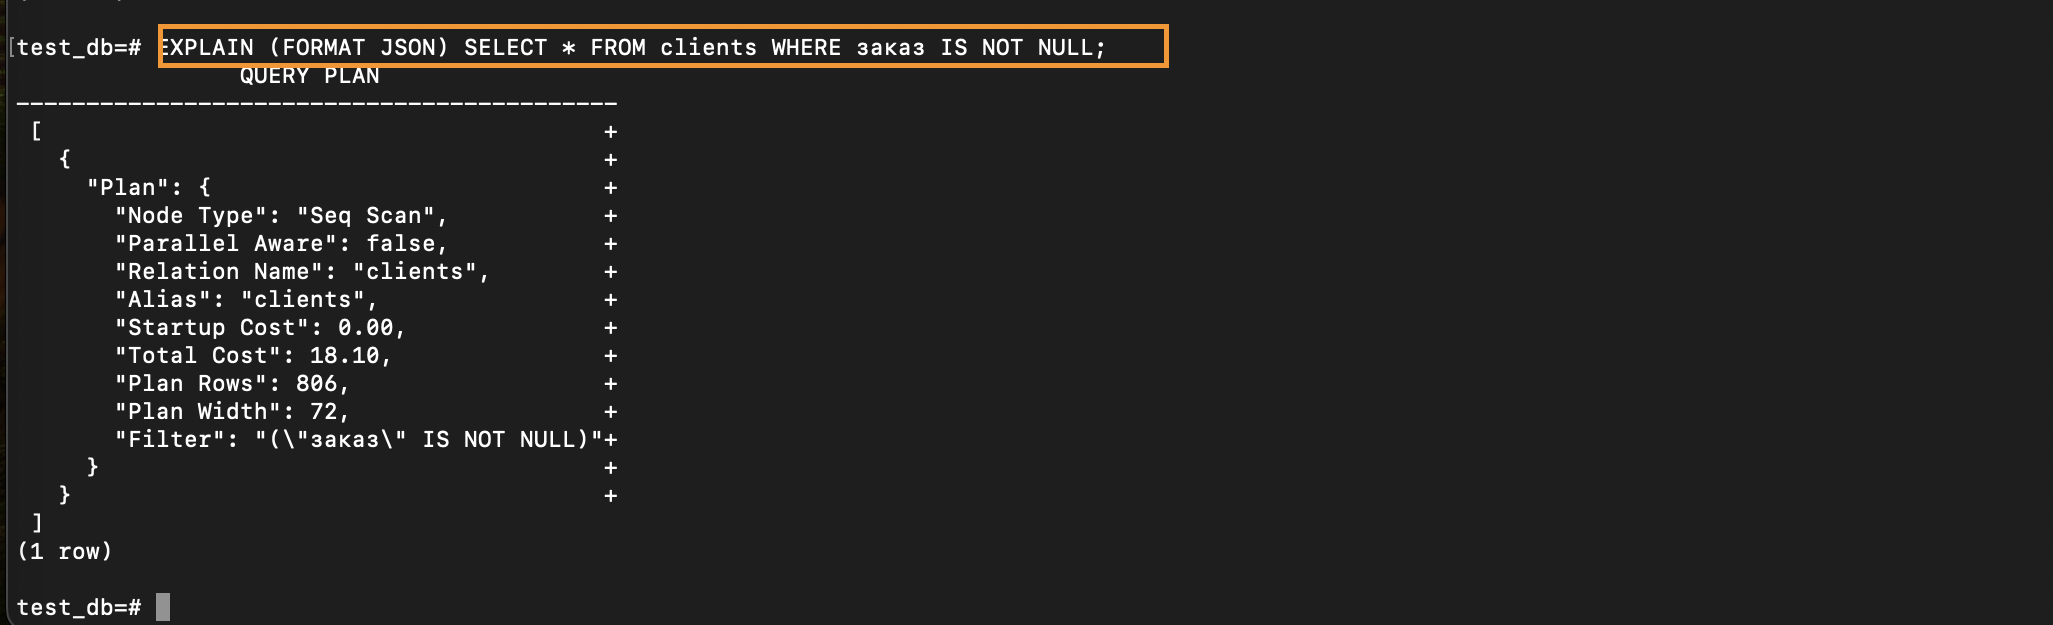 test_db=# EXPLAIN (FORMAT JSON) SELECT * FROM clients WHERE заказ IS NOT NULL;
                QUERY PLAN
-------------------------------------------
 [                                        +
   {                                      +
     "Plan": {                            +
       "Node Type": "Seq Scan",           +
       "Parallel Aware": false,           +
       "Relation Name": "clients",        +
       "Alias": "clients",                +
       "Startup Cost": 0.00,              +
       "Total Cost": 18.10,               +
       "Plan Rows": 806,                  +
       "Plan Width": 72,                  +
       "Filter": "(\"заказ\" IS NOT NULL)"+
     }                                    +
   }                                      +
 ]
(1 row)
test_db=#